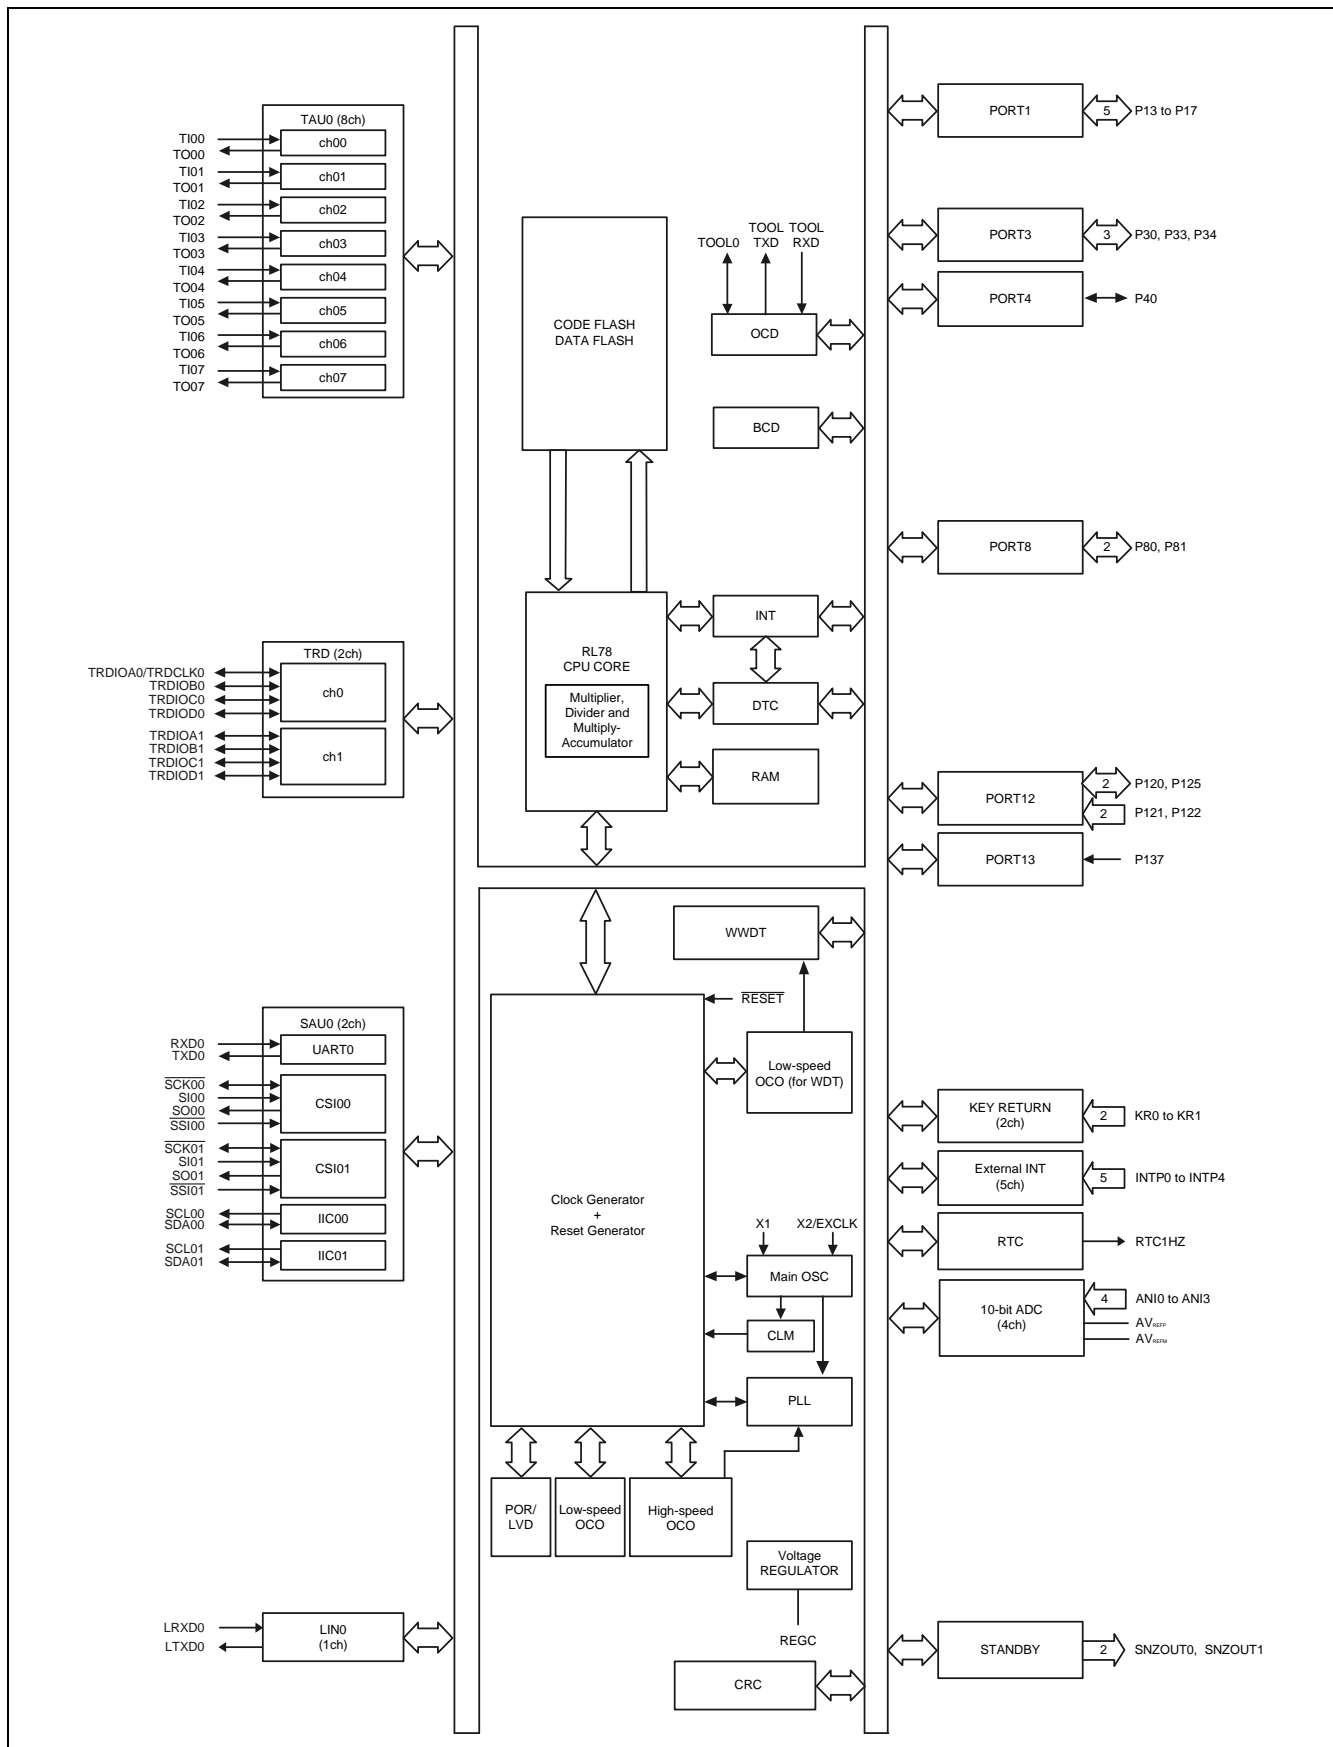 TAU0 (8ch)
TI00
TO00
ch00
TI01
TO01
ch01
TI02
TO02
ch02
TI03
TO03
ch03
TI04
TO04
ch04
TI05
TO05
ch05
TI06
TO06
ch06
TI07
TO07
ch07
TRD (2ch)
TRDIOA0/TRDCLK0
TRDIOB0
TRDIOC0
TRDIOD0
ch0
TRDIOA1
TRDIOB1
TRDIOC1
TRDIOD1
ch1
SAU0 (2ch)
RXD0
TXD0
UART0
SCK00
SI00
SO00
SSI00
CSI00
SCK01
SI01
SO01
SSI01
CSI01
SCL00
SDA00
IIC00
SCL01
SDA01
IIC01
LRXD0
LTXD0
LIN0
(1ch)
CODE FLASH
DATA FLASH
TOOL0
TOOL
TXD
TOOL
RXD
OCD
BCD
RL78
CPU CORE
Multiplier,
Divider and
Multiply-
Accumulator
INT
DTC
RAM
WWDT
RESET
Low-speed
OCO (for WDT)
Clock Generator
+
Reset Generator
X1
X2/EXCLK
Main OSC
CLM
PLL
POR/
LVD
Low-speed
OCO
High-speed
OCO
Voltage
REGULATOR
REGC
CRC
PORT1
5
P13 to P17
PORT3
3
P30, P33, P34
PORT4
P40
PORT8
2
P80, P81
PORT12
2
P120, P125
2
P121, P122
PORT13
P137
KEY RETURN
(2ch)
2
KR0 to KR1
External INT
(5ch)
5
INTP0 to INTP4
RTC
RTC1HZ
10-bit ADC
(4ch)
4
ANI0 to ANI3
AVREFP
AVREFM
STANDBY
2
SNZOUT0, SNZOUT1